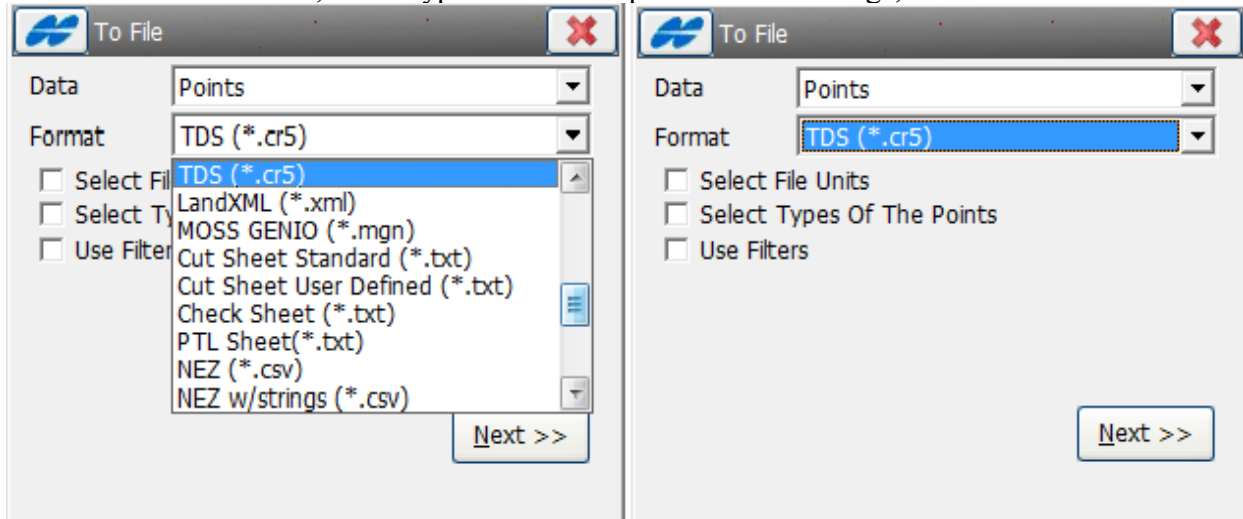 To File
Data Points
Format TDS (*.cr5)
Select Fi
Select Ty
Use Filter
TDS (*.cr5)
LandXML (*.xml)
MOSS GENIO (*.mgn)
Cut Sheet Standard (*.txt)
Cut Sheet User Defined (*.txt)
Check Sheet (*.txt)
PTL Sheet(*.txt)
NEZ (*.csv)
NEZ w/strings (*.csv)
Next >>
To File
Data Points
Format TDS (*.cr5)
Select File Units
Select Types Of The Points
Use Filters
Next >>